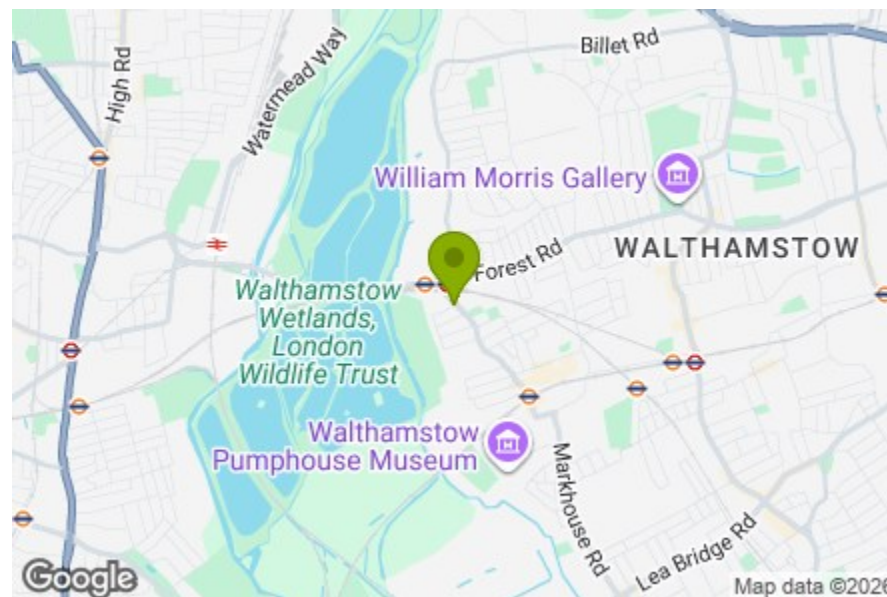 Billet Rd
High Rd
Watermead Way
William Morris Gallery
WALTHAMSTOW
Forest Rd
Walthamstow
Wetlands,
London
Wildlife Trust
Walthamstow
Pumphouse Museum
Markhouse Rd
Lea Bridge Rd
Google
Map data ©2026